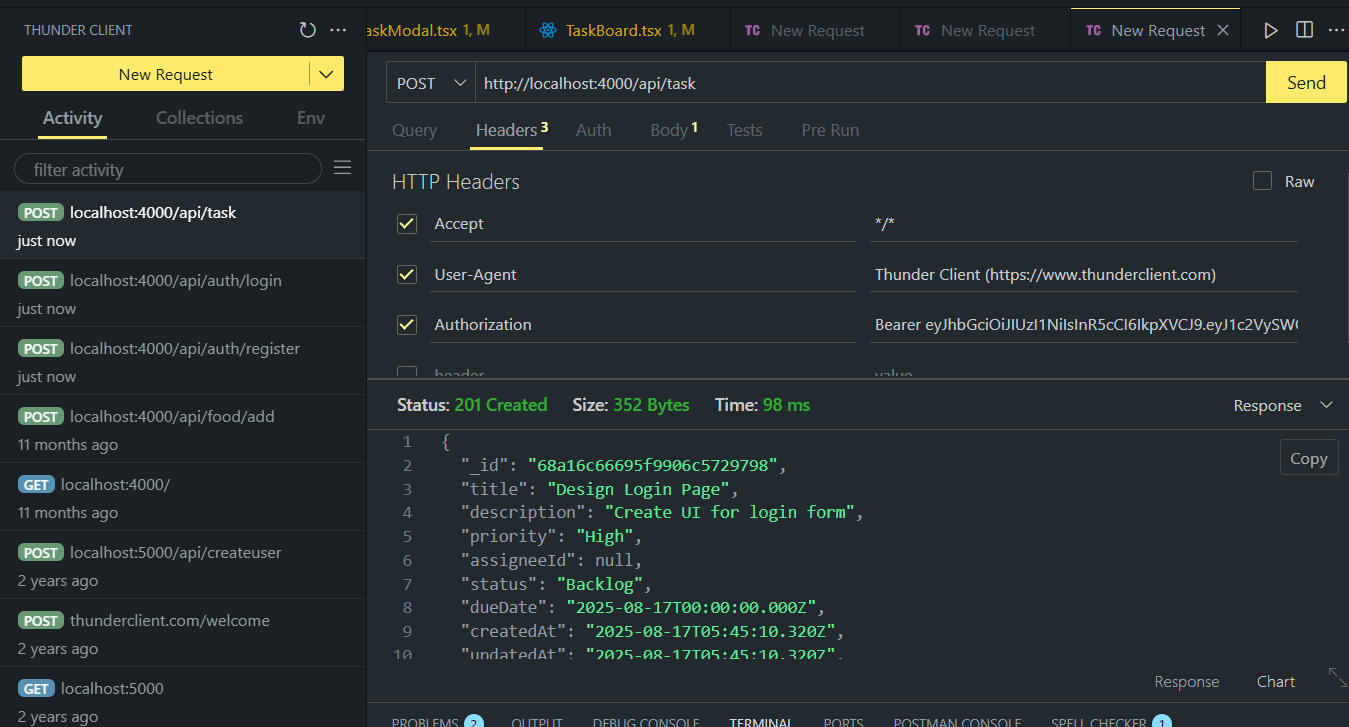 THUNDER CLIENT
New Request
Activity Collections Env
filter activity
POST localhost:4000/api/task
just now
POST localhost:4000/api/auth/login
just now
POST localhost:4000/api/auth/register
just now
POST localhost:4000/api/food/add
11 months ago
GET localhost:4000/
11 months ago
POST localhost:5000/api/createuser
2 years ago
POST thunderclient.com/welcome
2 years ago
GET localhost:5000
2 years ago
askModal.tsx 1, M TaskBoard.tsx 1, M TC New Request TC New Request TC New Request
POST http://localhost:4000/api/task Send
Query Headers 3 Auth Body 1 Tests Pre Run
HTTP Headers Raw
Accept */*
User-Agent Thunder Client (https://www.thunderclient.com)
Authorization Bearer eyJhbGciOiJIUzI1NiIsInR5cCI6IkpXVCJ9.eyJ1c2VySW
header value
Status: 201 Created Size: 352 Bytes Time: 98 ms Response
Copy
1 {
2 "_id": "68a16c66695f9906c5729798",
3 "title": "Design Login Page",
4 "description": "Create UI for login form",
5 "priority": "High",
6 "assigneeId": null,
7 "status": "Backlog",
8 "dueDate": "2025-08-17T00:00:00.000Z",
9 "createdAt": "2025-08-17T05:45:10.320Z",
10 "updatedAt": "2025-08-17T05:45:10.320Z",
Response Chart
PROBLEMS 2 OUTPUT DEBUG CONSOLE TERMINAL PORTS POSTMAN CONSOLE SPELL CHECKER 1